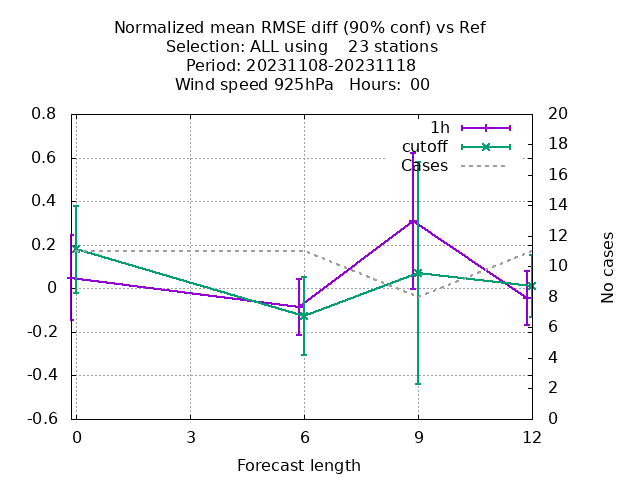 Normalized mean RMSE diff (90% conf) vs Ref
Selection: ALL using    23 stations
Period: 20231108-20231118
Wind speed 925hPa   Hours: 00
1h
cutoff
Cases
0.8
0.6
0.4
0.2
0
-0.2
-0.4
-0.6
20
18
16
14
12
10
8
6
4
2
0
No cases
0 3 6 9 12
Forecast length